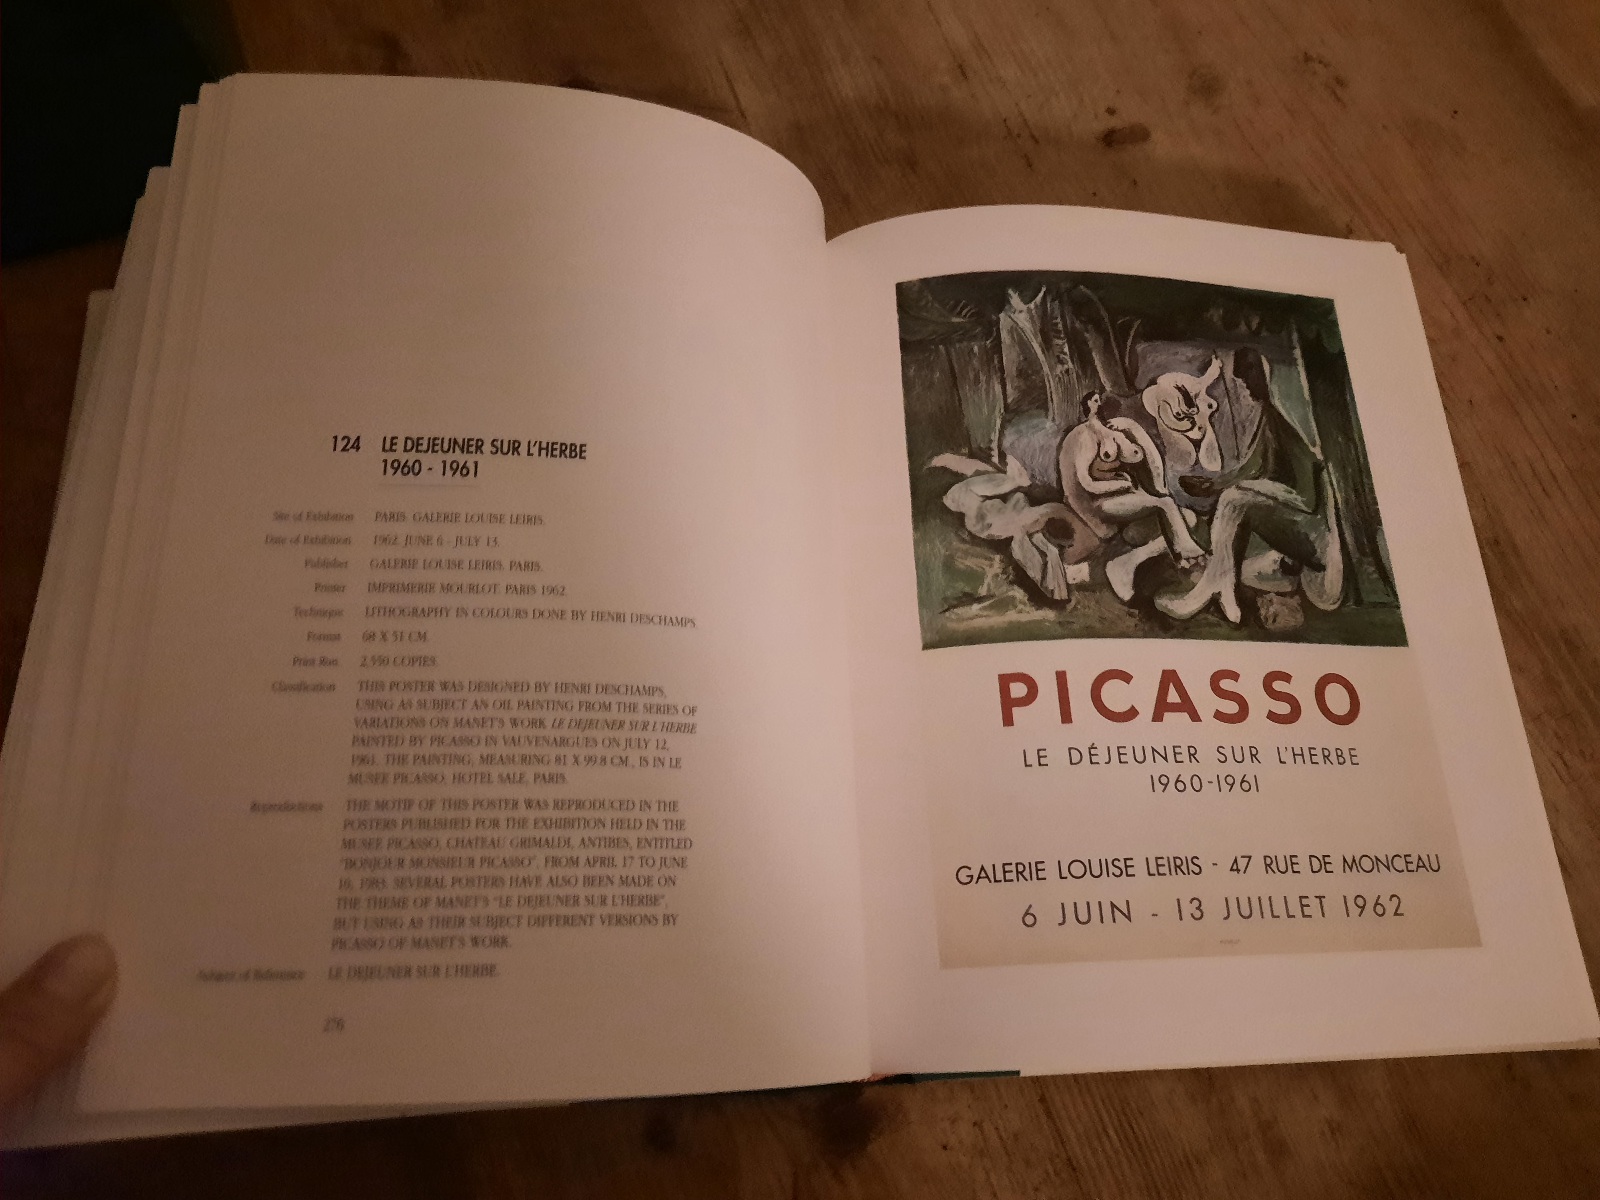 124 LE DEJEUNER SUR L'HERBE
1960 - 1961
Site of Exhibition PARIS. GALERIE LOUISE LEIRIS.
Date of Exhibition 1962. JUNE 6 - JULY 13.
Publisher GALERIE LOUISE LEIRIS. PARIS.
Printer IMPRIMERIE MOURLOT. PARIS 1962.
Technique LITHOGRAPHY IN COLOURS DONE BY HENRI DESCHAMPS.
Format 68 X 51 CM.
Print Run 2,550 COPIES.
Classification THIS POSTER WAS DESIGNED BY HENRI DESCHAMPS,
USING AS SUBJECT AN OIL PAINTING FROM THE SERIES OF
VARIATIONS ON MANET'S WORK LE DEJEUNER SUR L'HERBE
PAINTED BY PICASSO IN VAUVENARGUES ON JULY 12,
1961. THE PAINTING, MEASURING 81 X 99.8 CM., IS IN LE
MUSEE PICASSO, HOTEL SALE, PARIS.
Reproductions THE MOTIF OF THIS POSTER WAS REPRODUCED IN THE
POSTERS PUBLISHED FOR THE EXHIBITION HELD IN THE
MUSEE PICASSO, CHATEAU GRIMALDI, ANTIBES, ENTITLED
"BONJOUR MONSIEUR PICASSO", FROM APRIL 17 TO JUNE
SEVERAL POSTERS HAVE ALSO BEEN MADE ON
THE THEME OF MANET'S "LE DEJEUNER SUR L'HERBE",
BUT USING AS THEIR SUBJECT DIFFERENT VERSIONS BY
PICASSO OF MANET'S WORK.
Subject of Reference LE DEJEUNER SUR L'HERBE.
276
PICASSO
LE DÉJEUNER SUR L'HERBE
1960-1961
GALERIE LOUISE LEIRIS - 47 RUE DE MONCEAU
6 JUIN - 13 JUILLET 1962